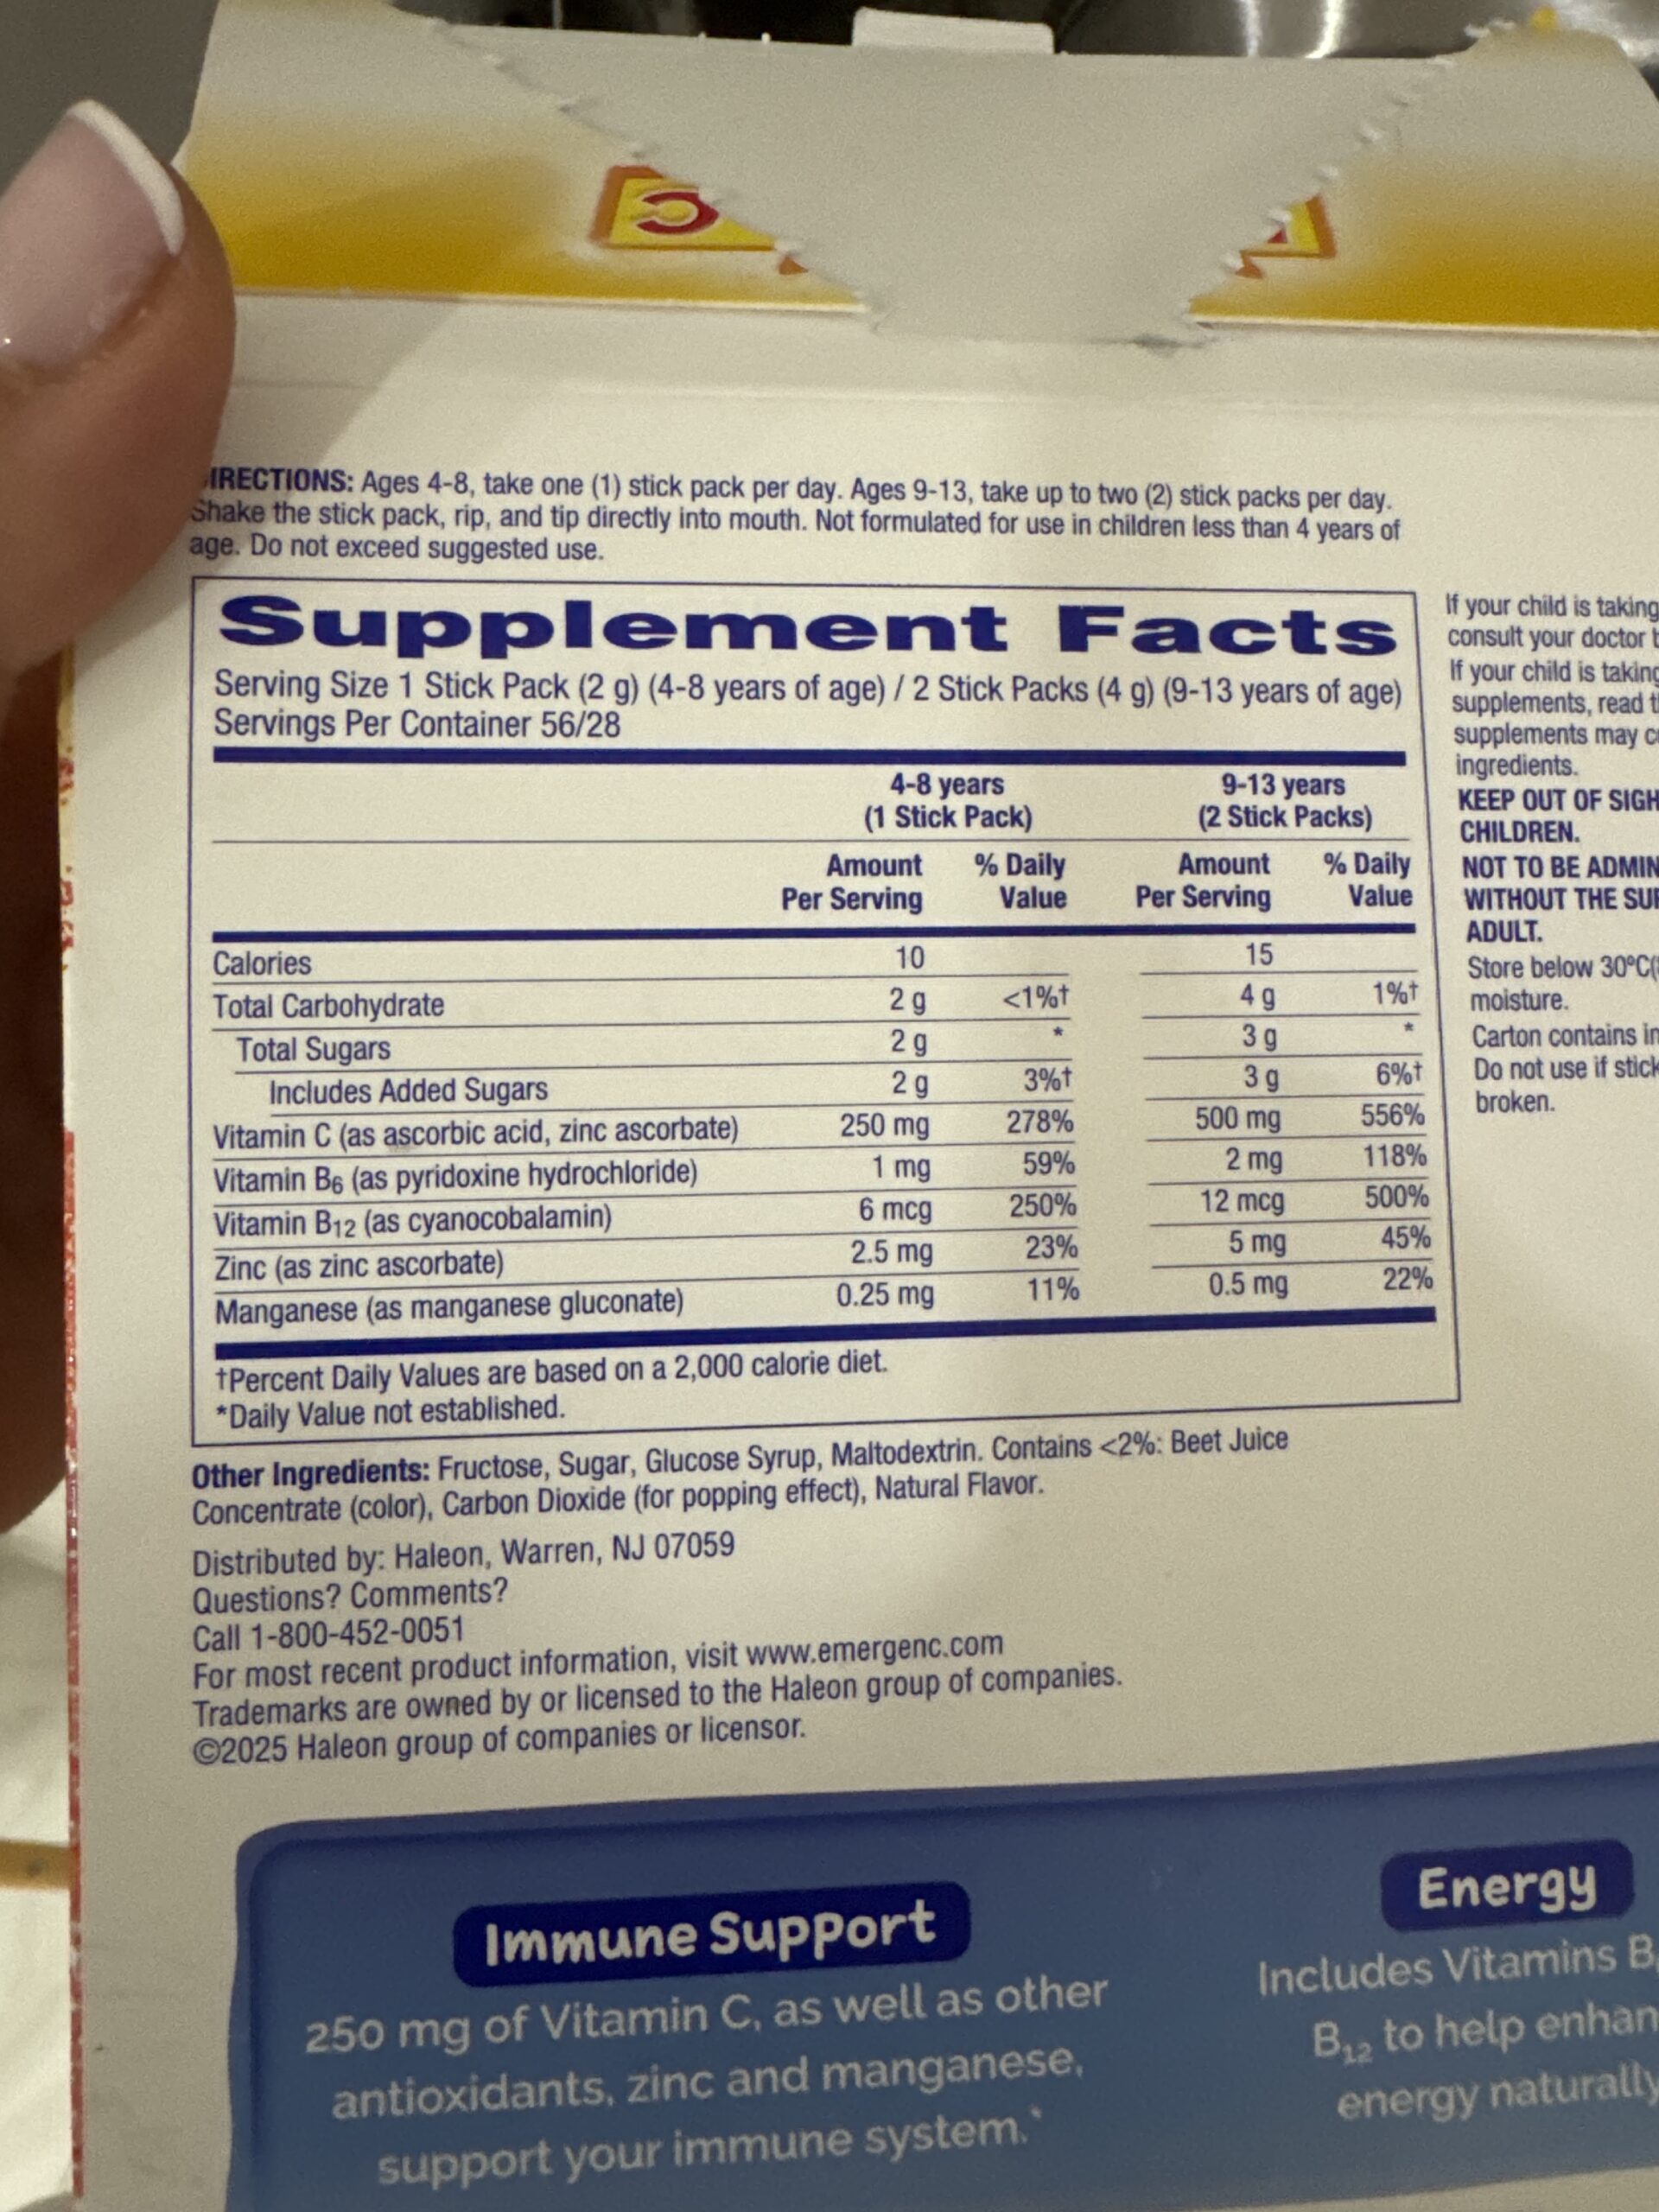 IRECTIONS: Ages 4-8, take one (1) stick pack per day. Ages 9-13, take up to two (2) stick packs per day.
Shake the stick pack, rip, and tip directly into mouth. Not formulated for use in children less than 4 years of
age. Do not exceed suggested use.
Supplement Facts
Serving Size 1 Stick Pack (2 g) (4-8 years of age) / 2 Stick Packs (4 g) (9-13 years of age)
Servings Per Container 56/28
4-8 years 9-13 years
(1 Stick Pack) (2 Stick Packs)
Amount % Daily Amount % Daily
Per Serving Value Per Serving Value
Calories 10 15
Total Carbohydrate 2 g <1%† 4 g 1%†
Total Sugars 2 g * 3 g *
Includes Added Sugars 2 g 3%† 3 g 6%†
Vitamin C (as ascorbic acid, zinc ascorbate) 250 mg 278% 500 mg 556%
Vitamin B6 (as pyridoxine hydrochloride) 1 mg 59% 2 mg 118%
Vitamin B12 (as cyanocobalamin) 6 mcg 250% 12 mcg 500%
Zinc (as zinc ascorbate) 2.5 mg 23% 5 mg 45%
Manganese (as manganese gluconate) 0.25 mg 11% 0.5 mg 22%
†Percent Daily Values are based on a 2,000 calorie diet.
*Daily Value not established.
Other Ingredients: Fructose, Sugar, Glucose Syrup, Maltodextrin. Contains <2%: Beet Juice
Concentrate (color), Carbon Dioxide (for popping effect), Natural Flavor.
Distributed by: Haleon, Warren, NJ 07059
Questions? Comments?
Call 1-800-452-0051
For most recent product information, visit www.emergenc.com
Trademarks are owned by or licensed to the Haleon group of companies.
©2025 Haleon group of companies or licensor.
If your child is taking
consult your doctor
If your child is taking
supplements, read
supplements may
ingredients.
KEEP OUT OF
CHILDREN.
NOT TO BE
WITHOUT THE
ADULT.
Store below 30°C
moisture.
Carton contains
Do not use if
broken.
Immune Support
250 mg of Vitamin C, as well as other
antioxidants, zinc and manganese,
support your immune system.*
Energy
Includes Vitamins B
B12 to help
energy naturally